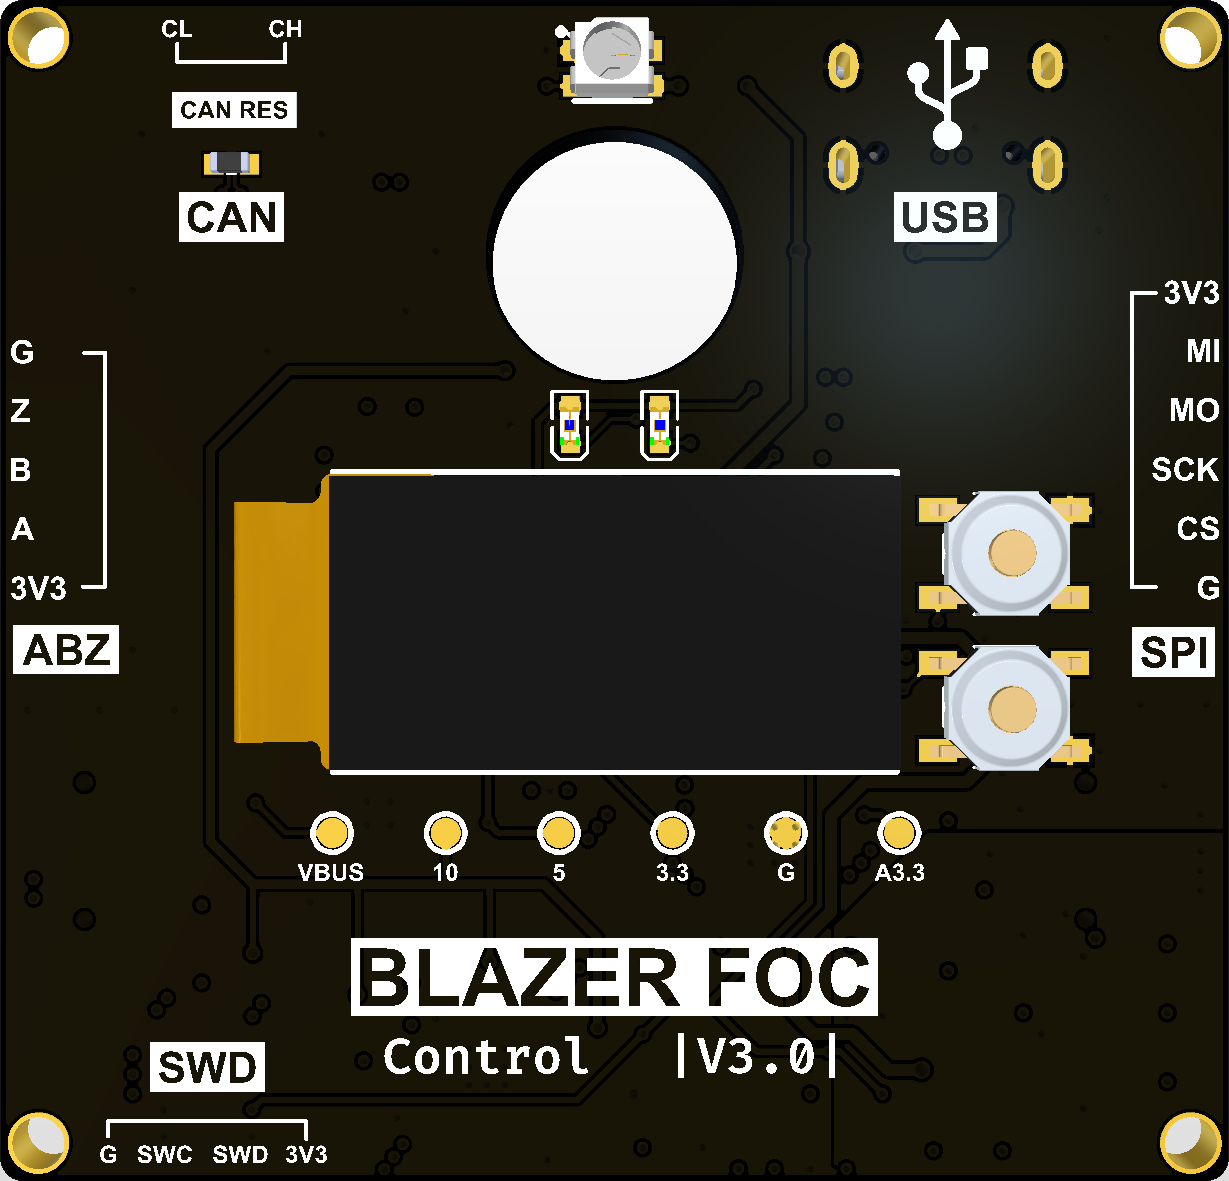 CL CH
CAN RES
CAN
USB
G
Z
B
A
3V3
ABZ
3V3
MI
MO
SCK
CS
G
SPI
VBUS 10 5 3.3 G A3.3
BLAZER FOC
Control |V3.0|
SWD
G SWC SWD 3V3